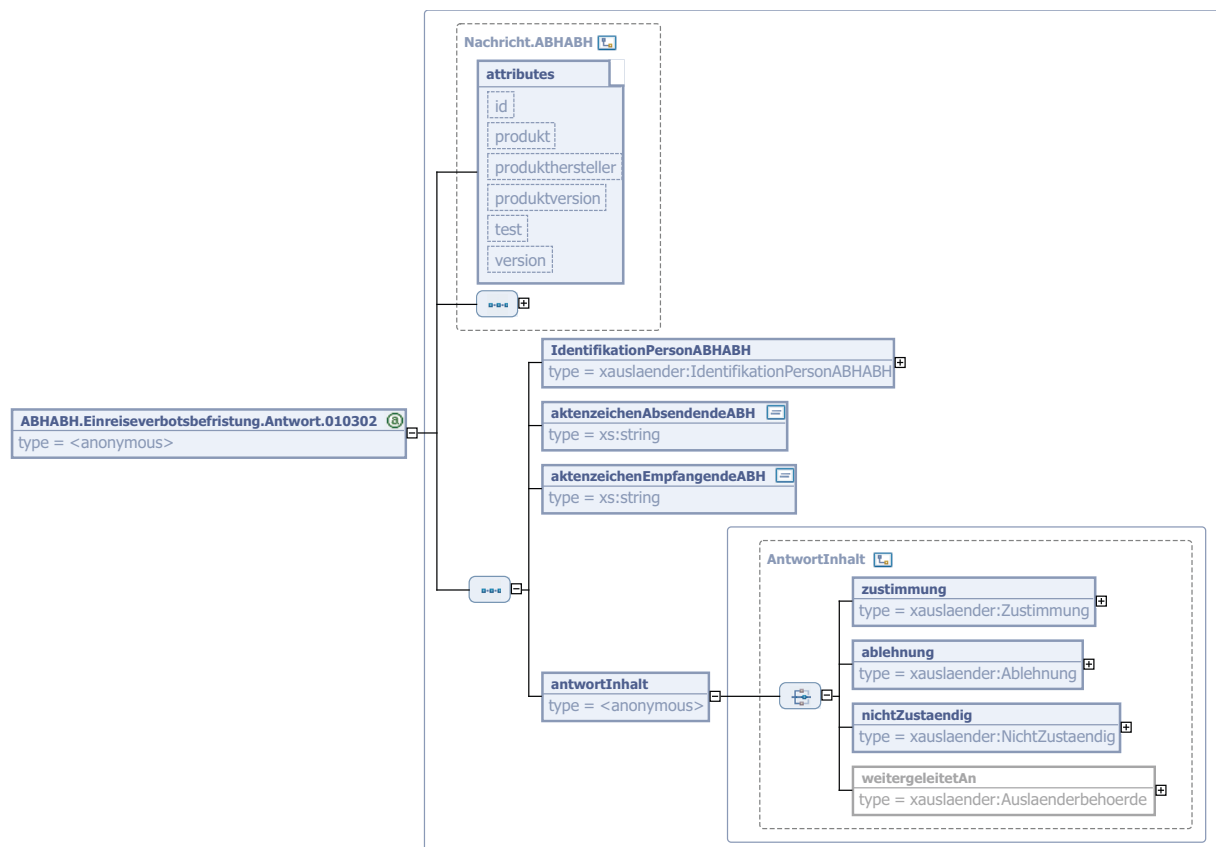 Nachricht.ABHABH
attributes
id
produkt
produkthersteller
produktversion
test
version
IdentifikationPersonABHABH
type = xauslaender:IdentifikationPersonABHABH
ABHABH.Einreiseverbotsbefristung.Antwort.010302 a
type = <anonymous>
aktenzeichenAbsendendeABH
type = xs:string
aktenzeichenEmpfangendeABH
type = xs:string
AntwortInhalt
zustimmung
type = xauslaender:Zustimmung
ablehnung
type = xauslaender:Ablehnung
antwortInhalt
type = <anonymous>
nichtZustaendig
type = xauslaender:NichtZustaendig
weitergeleitetAn
type = xauslaender:Auslaenderbehoerde